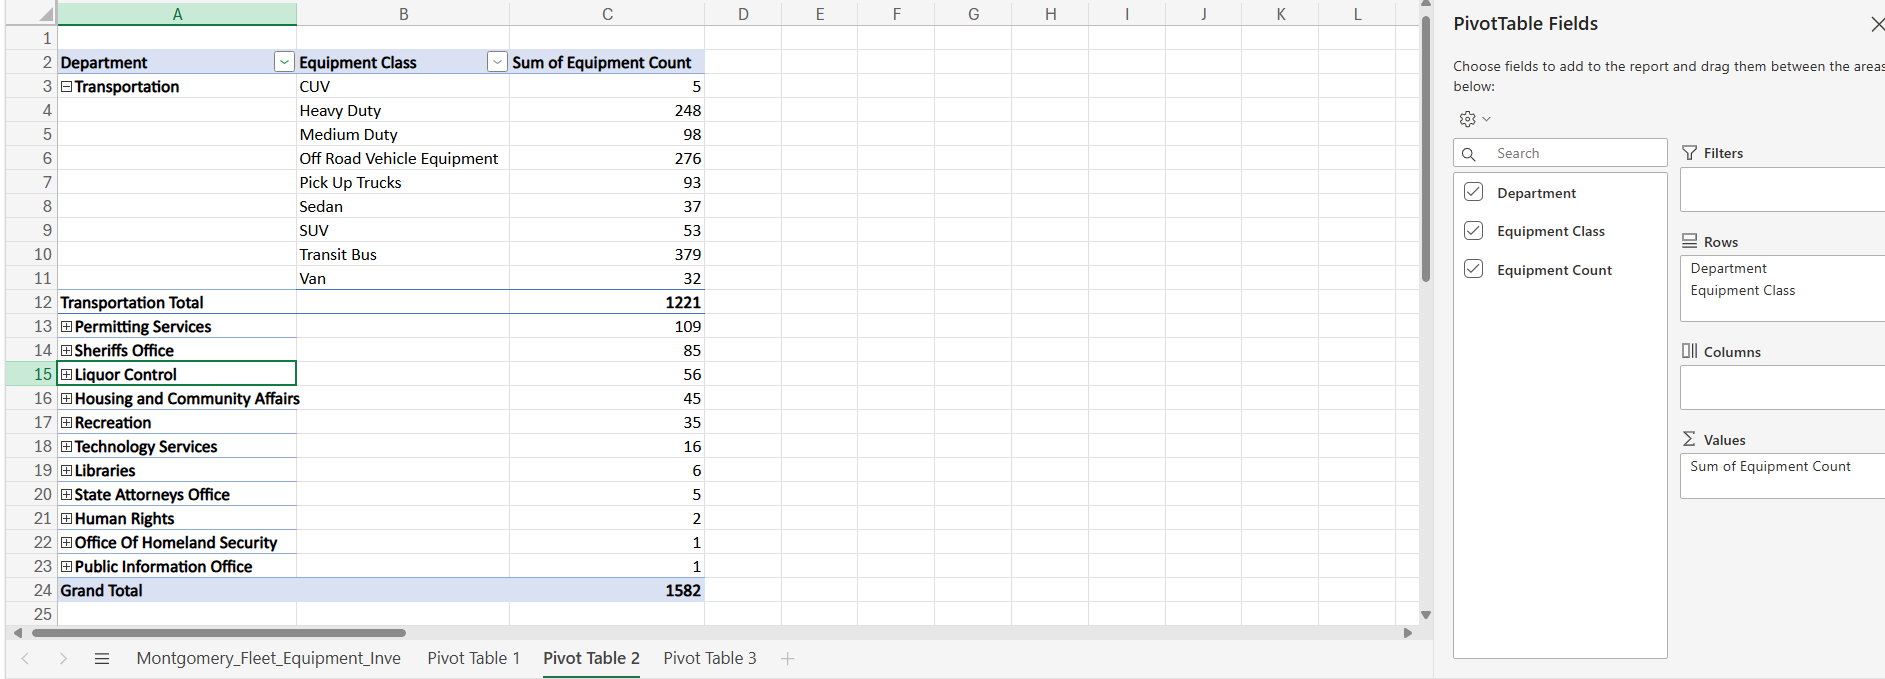 A B C D E F G H I J K L
1
2 Department Equipment Class Sum of Equipment Count
3 Transportation CUV 5
4 Heavy Duty 248
5 Medium Duty 98
6 Off Road Vehicle Equipment 276
7 Pick Up Trucks 93
8 Sedan 37
9 SUV 53
10 Transit Bus 379
11 Van 32
12 Transportation Total 1221
13 Permitting Services 109
14 Sheriffs Office 85
15 Liquor Control 56
16 Housing and Community Affairs 45
17 Recreation 35
18 Technology Services 16
19 Libraries 6
20 State Attorneys Office 5
21 Human Rights 2
22 Office Of Homeland Security 1
23 Public Information Office 1
24 Grand Total 1582
25
Montgomery_Fleet_Equipment_Inve Pivot Table 1 Pivot Table 2 Pivot Table 3
PivotTable Fields
Choose fields to add to the report and drag them between the areas
below:
Search
Department
Equipment Class
Equipment Count
Filters
Rows
Department
Equipment Class
Columns
Values
Sum of Equipment Count